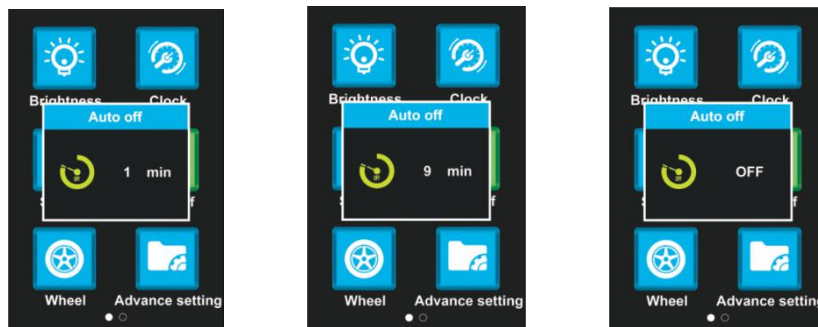 Brightness Clock
Auto off
1 min
Wheel Advance setting
Brightness Clock
Auto off
9 min
Wheel Advance setting
Brightness Clock
Auto off
OFF
Wheel Advance setting